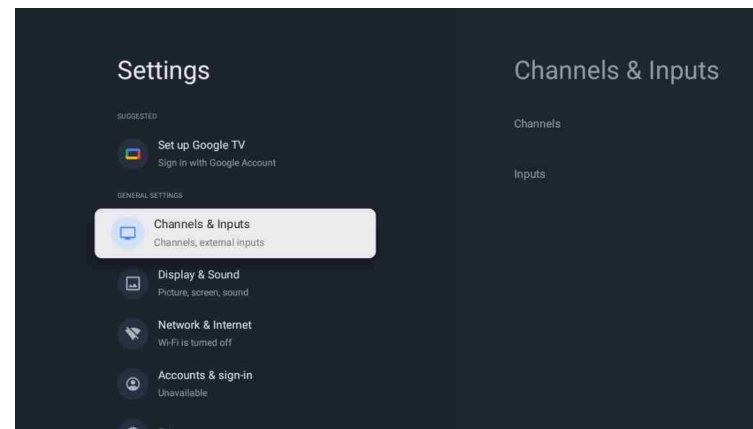 Settings
SUGGESTED
Set up Google TV
Sign in with Google Account
GENERAL SETTINGS
Channels & Inputs
Channels, external inputs
Display & Sound
Picture, screen, sound
Network & Internet
Wi-Fi is turned off
Accounts & sign-in
Unavailable
Channels & Inputs
Channels
Inputs